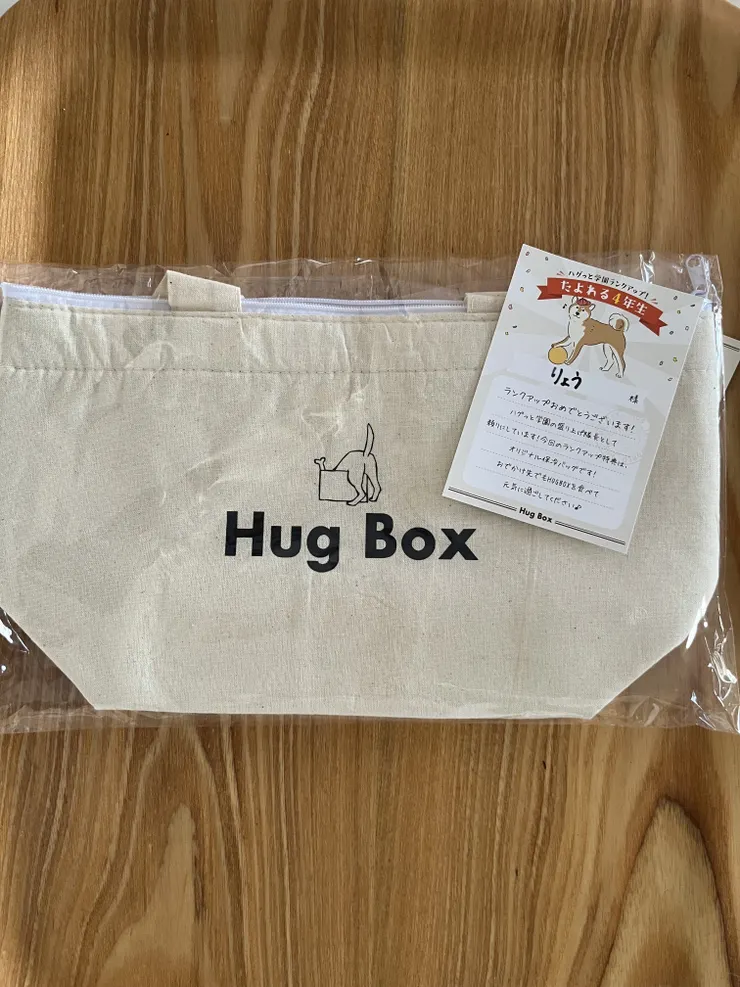 ハグっと学園ランクアップ!
たよれる4年生
りょう
様
ランクアップおめでとうございます!
ハグっと学園の盛り上げ隊長として
頼りにしています!今回のランクアップ特典は、
オリジナル保冷バッグです!
おでかけ先でもHUGBOXを食べて
元気に過ごしてください♪
Hug Box
Hug Box